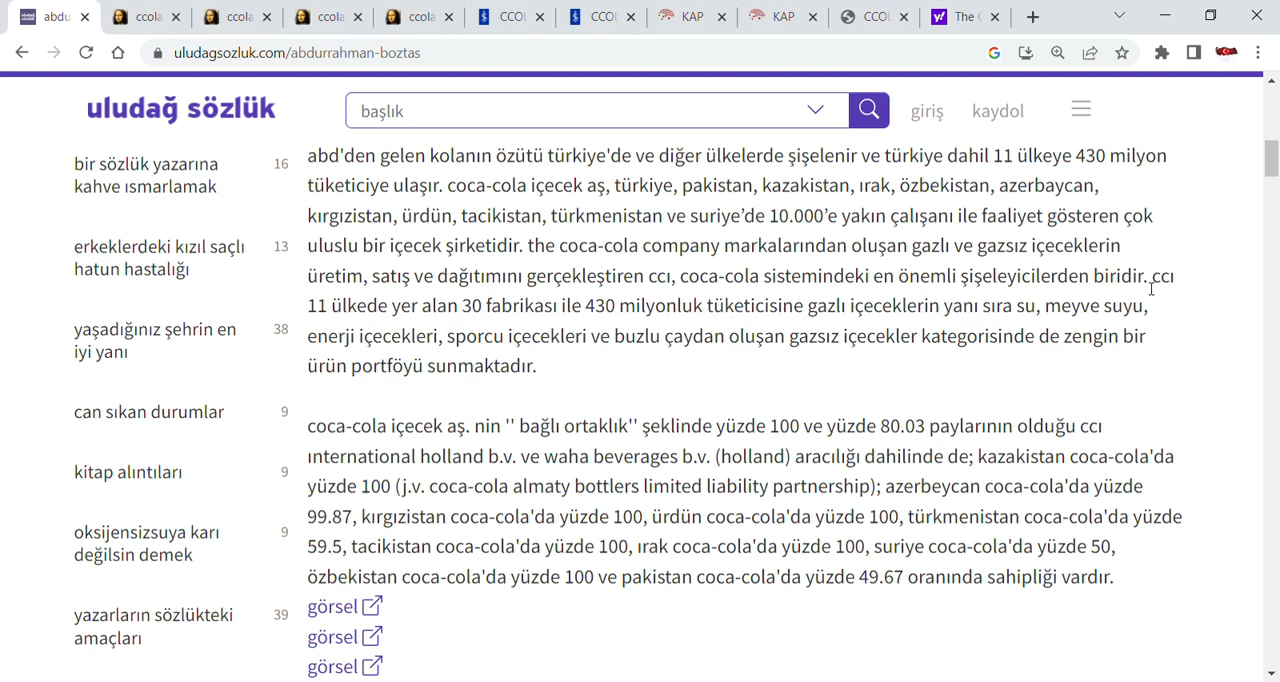 abdu
ccola
ccola
ccola
ccola
CCOL
CCOL
KAP
KAP
CCOL
The C
uludagsozluk.com/abdurrahman-boztas
uludağ sözlük
başlık
giriş
kaydol
bir sözlük yazarına 16
kahve ısmarlamak
erkeklerdeki kızıl saçlı 13
hatun hastalığı
yaşadığınız şehrin en 38
iyi yanı
can sıkan durumlar 9
kitap alıntıları 9
oksijensizsuya karı 9
değilsin demek
yazarların sözlükteki 39
amaçları
abd'den gelen kolanın özütü türkiye'de ve diğer ülkelerde şişelenir ve türkiye dahil 11 ülkeye 430 milyon
tüketiciye ulaşır. coca-cola içecek aş, türkiye, pakistan, kazakistan, ırak, özbekistan, azerbaycan,
kırgızistan, ürdün, tacikistan, türkmenistan ve suriye’de 10.000’e yakın çalışanı ile faaliyet gösteren çok
uluslu bir içecek şirketidir. the coca-cola company markalarından oluşan gazlı ve gazsız içeceklerin
üretim, satış ve dağıtımını gerçekleştiren ccı, coca-cola sistemindeki en önemli şişeleyicilerden biridir. ccı
11 ülkede yer alan 30 fabrikası ile 430 milyonluk tüketicisine gazlı içeceklerin yanı sıra su, meyve suyu,
enerji içecekleri, sporcu içecekleri ve buzlu çaydan oluşan gazsız içecekler kategorisinde de zengin bir
ürün portföyü sunmaktadır.
coca-cola içecek aş. nin '' bağlı ortaklık'' şeklinde yüzde 100 ve yüzde 80.03 paylarının olduğu ccı
ınternational holland b.v. ve waha beverages b.v. (holland) aracılığı dahilinde de; kazakistan coca-cola'da
yüzde 100 (j.v. coca-cola almaty bottlers limited liability partnership); azerbeycan coca-cola'da yüzde
99.87, kırgızistan coca-cola'da yüzde 100, ürdün coca-cola'da yüzde 100, türkmenistan coca-cola'da yüzde
59.5, tacikistan coca-cola'da yüzde 100, ırak coca-cola'da yüzde 100, suriye coca-cola'da yüzde 50,
özbekistan coca-cola'da yüzde 100 ve pakistan coca-cola'da yüzde 49.67 oranında sahipliği vardır.
görsel
görsel
görsel